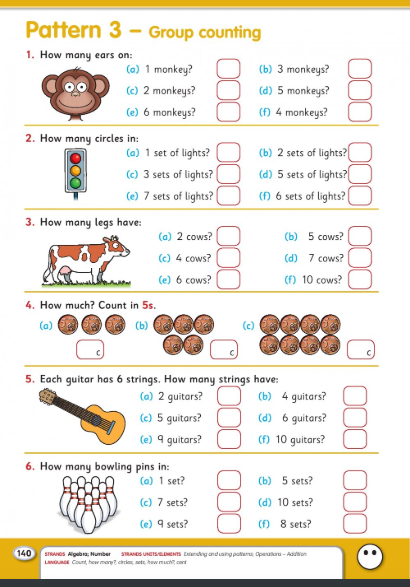 Pattern 3 – Group counting
1. How many ears on:
(a) 1 monkey?
(b) 3 monkeys?
(c) 2 monkeys?
(d) 5 monkeys?
(e) 6 monkeys?
(f) 4 monkeys?
2. How many circles in:
(a) 1 set of lights?
(b) 2 sets of lights?
(c) 3 sets of lights?
(d) 5 sets of lights?
(e) 7 sets of lights?
(f) 6 sets of lights?
3. How many legs have:
(a) 2 cows?
(b) 5 cows?
(c) 4 cows?
(d) 7 cows?
(e) 6 cows?
(f) 10 cows?
4. How much? Count in 5s.
(a)
(b)
(c)
c
c
c
5. Each guitar has 6 strings. How many strings have:
(a) 2 guitars?
(b) 4 guitars?
(c) 5 guitars?
(d) 6 guitars?
(e) 9 guitars?
(f) 10 guitars?
6. How many bowling pins in:
(a) 1 set?
(b) 5 sets?
(c) 7 sets?
(d) 10 sets?
(e) 9 sets?
(f) 8 sets?
140
STRANDS Algebra; Number STRANDS UNITS/ELEMENTS Extending and using patterns; Operations – Addition
LANGUAGE Count, how many?, circles, sets, how much?, cent